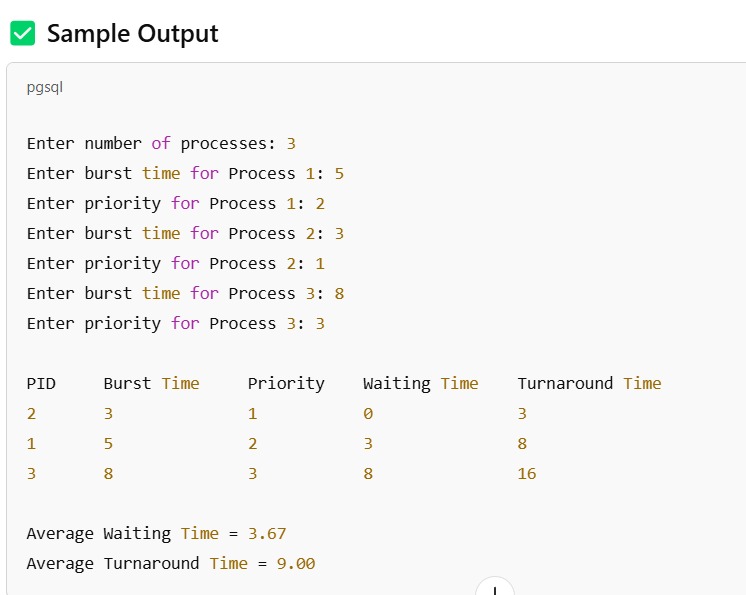 Sample Output
pgsql
Enter number of processes: 3
Enter burst time for Process 1: 5
Enter priority for Process 1: 2
Enter burst time for Process 2: 3
Enter priority for Process 2: 1
Enter burst time for Process 3: 8
Enter priority for Process 3: 3
PID Burst Time Priority Waiting Time Turnaround Time
2 3 1 0 3
1 5 2 3 8
3 8 3 8 16
Average Waiting Time = 3.67
Average Turnaround Time = 9.00